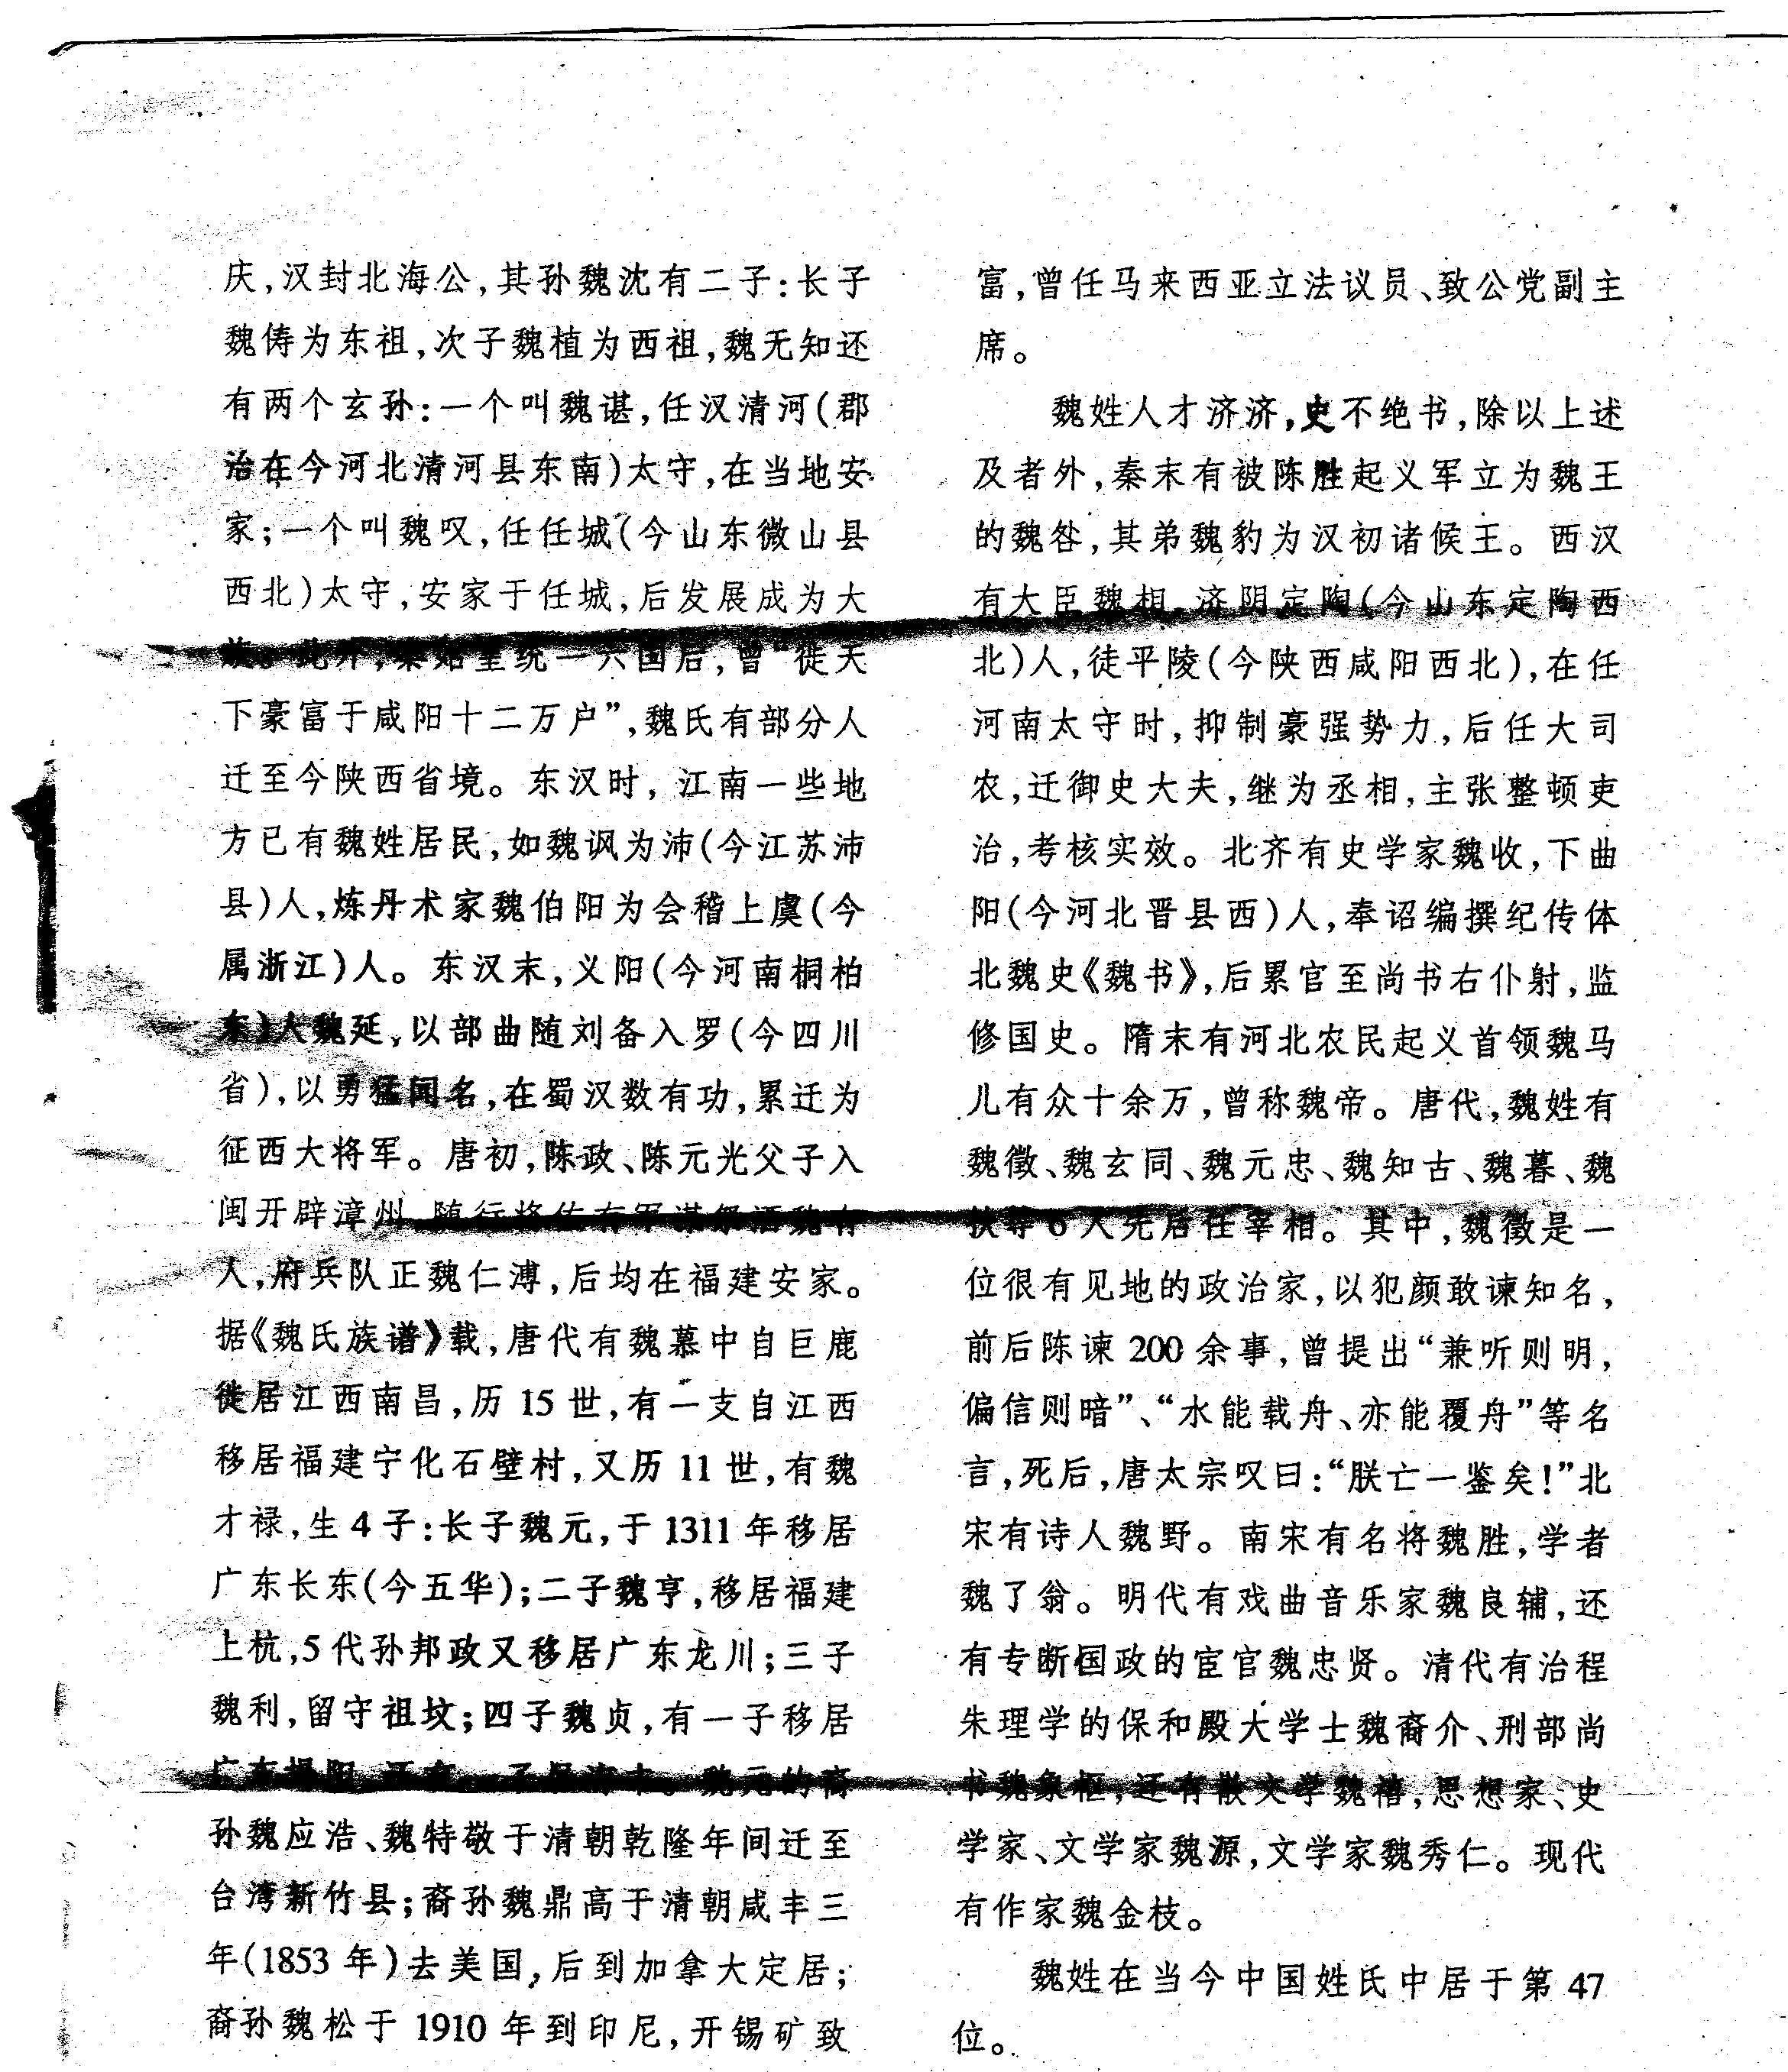 庆,汉封北海公,其孙魏沈有二子:长子
魏俦为东祖,次子魏植为西祖,魏无知还
有两个玄孙:一个叫魏谌,任汉清河(郡
治在今河北清河县东南)太守,在当地安
家;一个叫魏叹,任任城(今山东微山县
西北)太守,安家于任城,后发展成为大
族。此外,秦始皇统一六国后,曾“徙天
下豪富于咸阳十二万户”,魏氏有部分人
迁至今陕西省境。东汉时,江南一些地
方已有魏姓居民,如魏讽为沛(今江苏沛
县)人,炼丹术家魏伯阳为会稽上虞(今
属浙江)人。东汉末,义阳(今河南桐柏
东)人魏延,以部曲随刘备入罗(今四川
省),以勇猛闻名,在蜀汉数有功,累迁为
征西大将军。唐初,陈政、陈元光父子入
闽开辟漳州,随行将佐有军谋祭酒魏有
人,府兵队正魏仁溥,后均在福建安家。
据《魏氏族谱》载,唐代有魏慕中自巨鹿
徙居江西南昌,历15世,有一支自江西
移居福建宁化石壁村,又历11世,有魏
才禄,生4子:长子魏元,于1311年移居
广东长东(今五华);二子魏亨,移居福建
上杭,5代孙邦政又移居广东龙川;三子
魏利,留守祖坟;四子魏贞,有一子移居
广东揭阳,子居海丰。魏元的裔
孙魏应浩、魏特敬于清朝乾隆年间迁至
台湾新竹县;裔孙魏鼎高于清朝咸丰三
年(1853年)去美国,后到加拿大定居;
裔孙魏松于1910年到印尼,开锡矿致
富,曾任马来西亚立法议员、致公党副主
席。
魏姓人才济济,史不绝书,除以上述
及者外,秦末有被陈胜起义军立为魏王
的魏咎,其弟魏豹为汉初诸候王。西汉
有大臣魏相,济阴定陶(今山东定陶西
北)人,徒平陵(今陕西咸阳西北),在任
河南太守时,抑制豪强势力,后任大司
农,迁御史大夫,继为丞相,主张整顿吏
治,考核实效。北齐有史学家魏收,下曲
阳(今河北晋县西)人,奉诏编撰纪传体
北魏史《魏书》,后累官至尚书右仆射,监
修国史。隋末有河北农民起义首领魏马
儿有众十余万,曾称魏帝。唐代,魏姓有
魏徵、魏玄同、魏元忠、魏知古、魏暮、魏
扶等6人先后任宰相。其中,魏徵是一
位很有见地的政治家,以犯颜敢谏知名,
前后陈谏200余事,曾提出“兼听则明,
偏信则暗”、“水能载舟、亦能覆舟”等名
言,死后,唐太宗叹曰:“朕亡一鉴矣!”北
宋有诗人魏野。南宋有名将魏胜,学者
魏了翁。明代有戏曲音乐家魏良辅,还
有专断国政的宦官魏忠贤。清代有治程
朱理学的保和殿大学士魏裔介、刑部尚
书魏象枢,还有散文学魏禧,思想家、史
学家、文学家魏源,文学家魏秀仁。现代
有作家魏金枝。
魏姓在当今中国姓氏中居于第47
位。